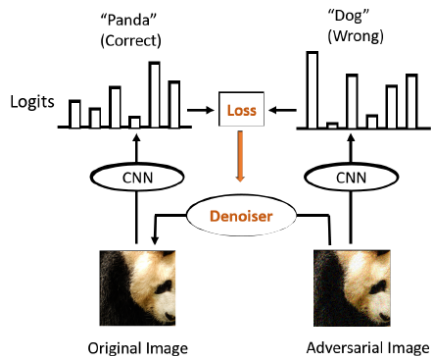 “Panda”
(Correct)
“Dog”
(Wrong)
Logits
Loss
CNN
CNN
Denoiser
Original Image
Adversarial Image